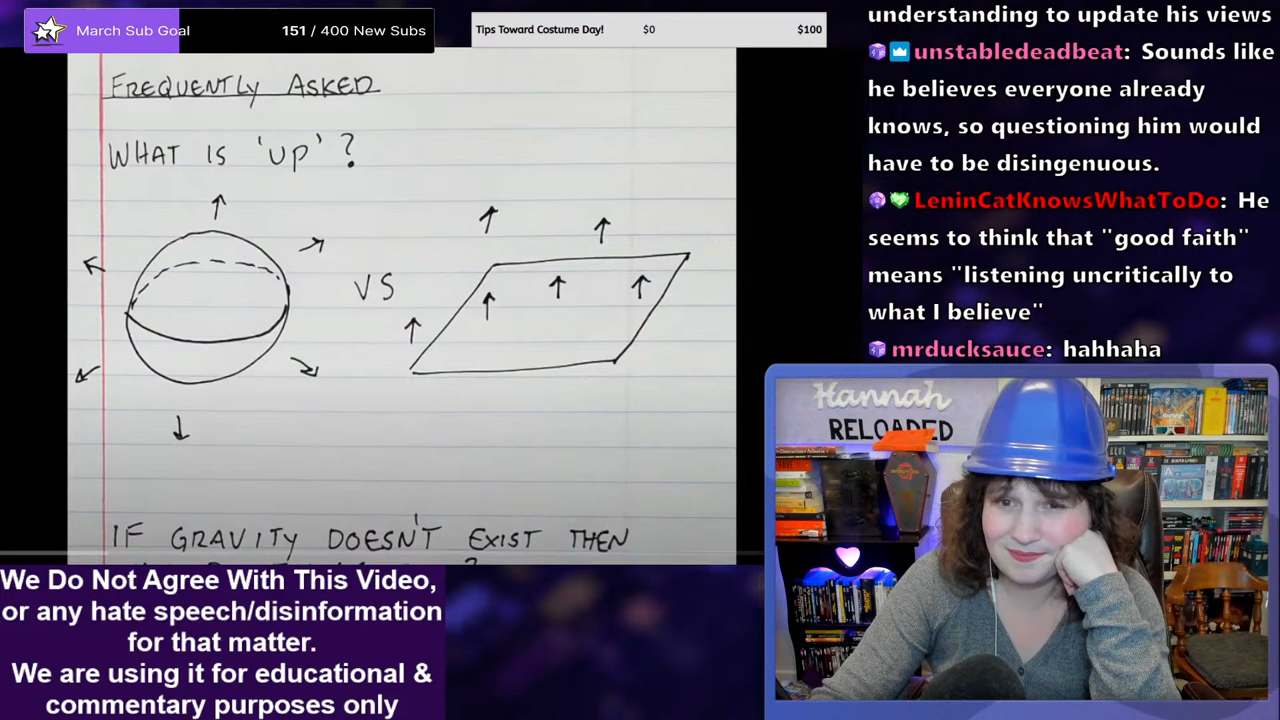 March Sub Goal
151 / 400 New Subs
Tips Toward Costume Day!
$0
$100
FREQUENTLY ASKED
WHAT IS 'UP' ?
VS
IF GRAVITY DOESN'T EXIST THEN
understanding to update his views
unstabledeadbeat: Sounds like
he believes everyone already
knows, so questioning him would
have to be disingenuous.
LeninCatKnowsWhatToDo: He
seems to think that "good faith"
means "listening uncritically to
what I believe"
mrducksauce: hahhaha
Hannah
RELOADED
We Do Not Agree With This Video,
or any hate speech/disinformation
for that matter.
We are using it for educational &
commentary purposes only